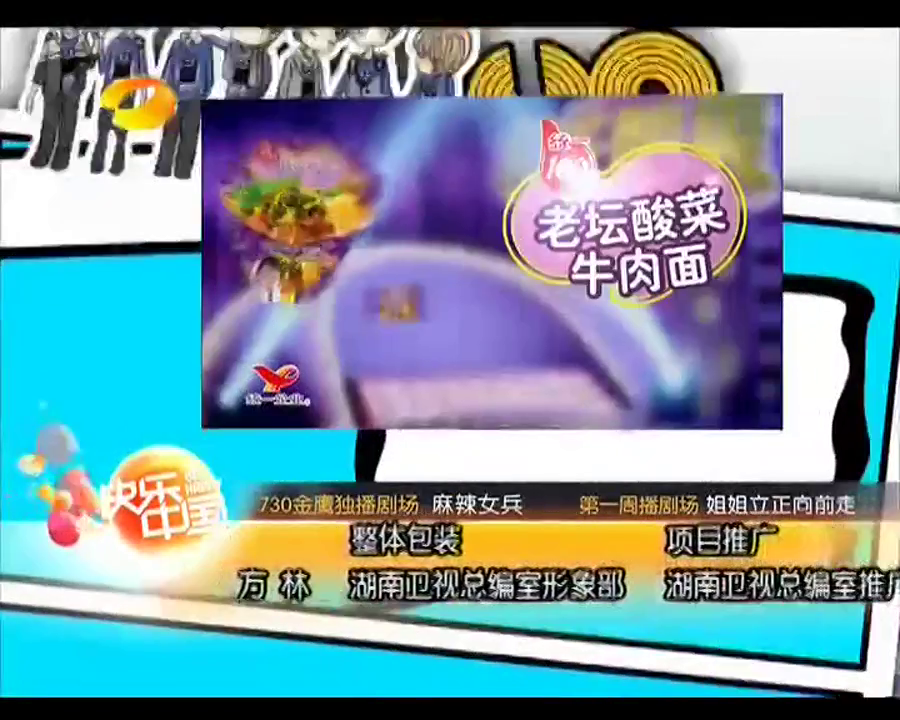 统一
100
老坛酸菜
牛肉面
统一企业
快乐
中国
730金鹰独播剧场 麻辣女兵 第一周播剧场 姐姐立正向前走
整体包装 项目推广
方 林 湖南卫视总编室形象部 湖南卫视总编室推广